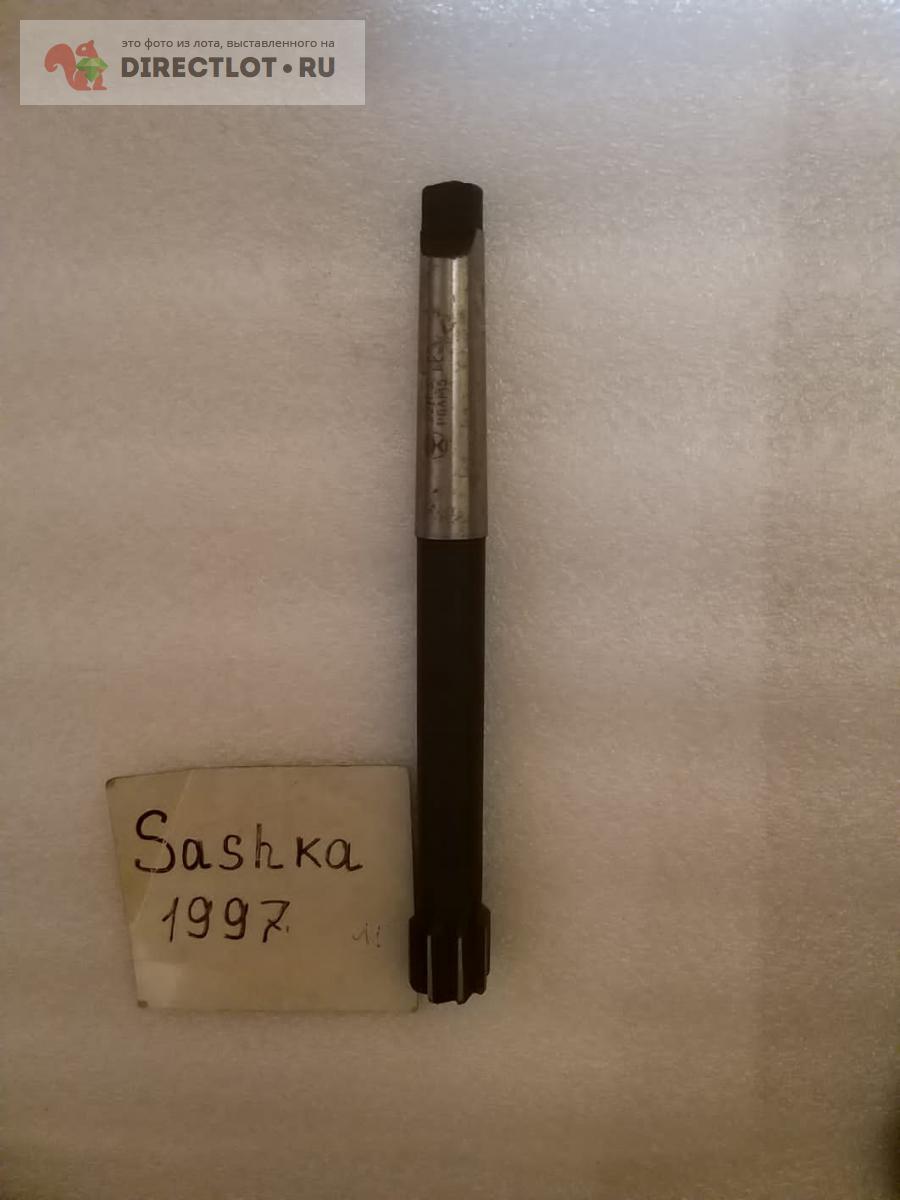 это фото из лота, выставленного на
DIRECTLOT•RU
Sashka
1997.